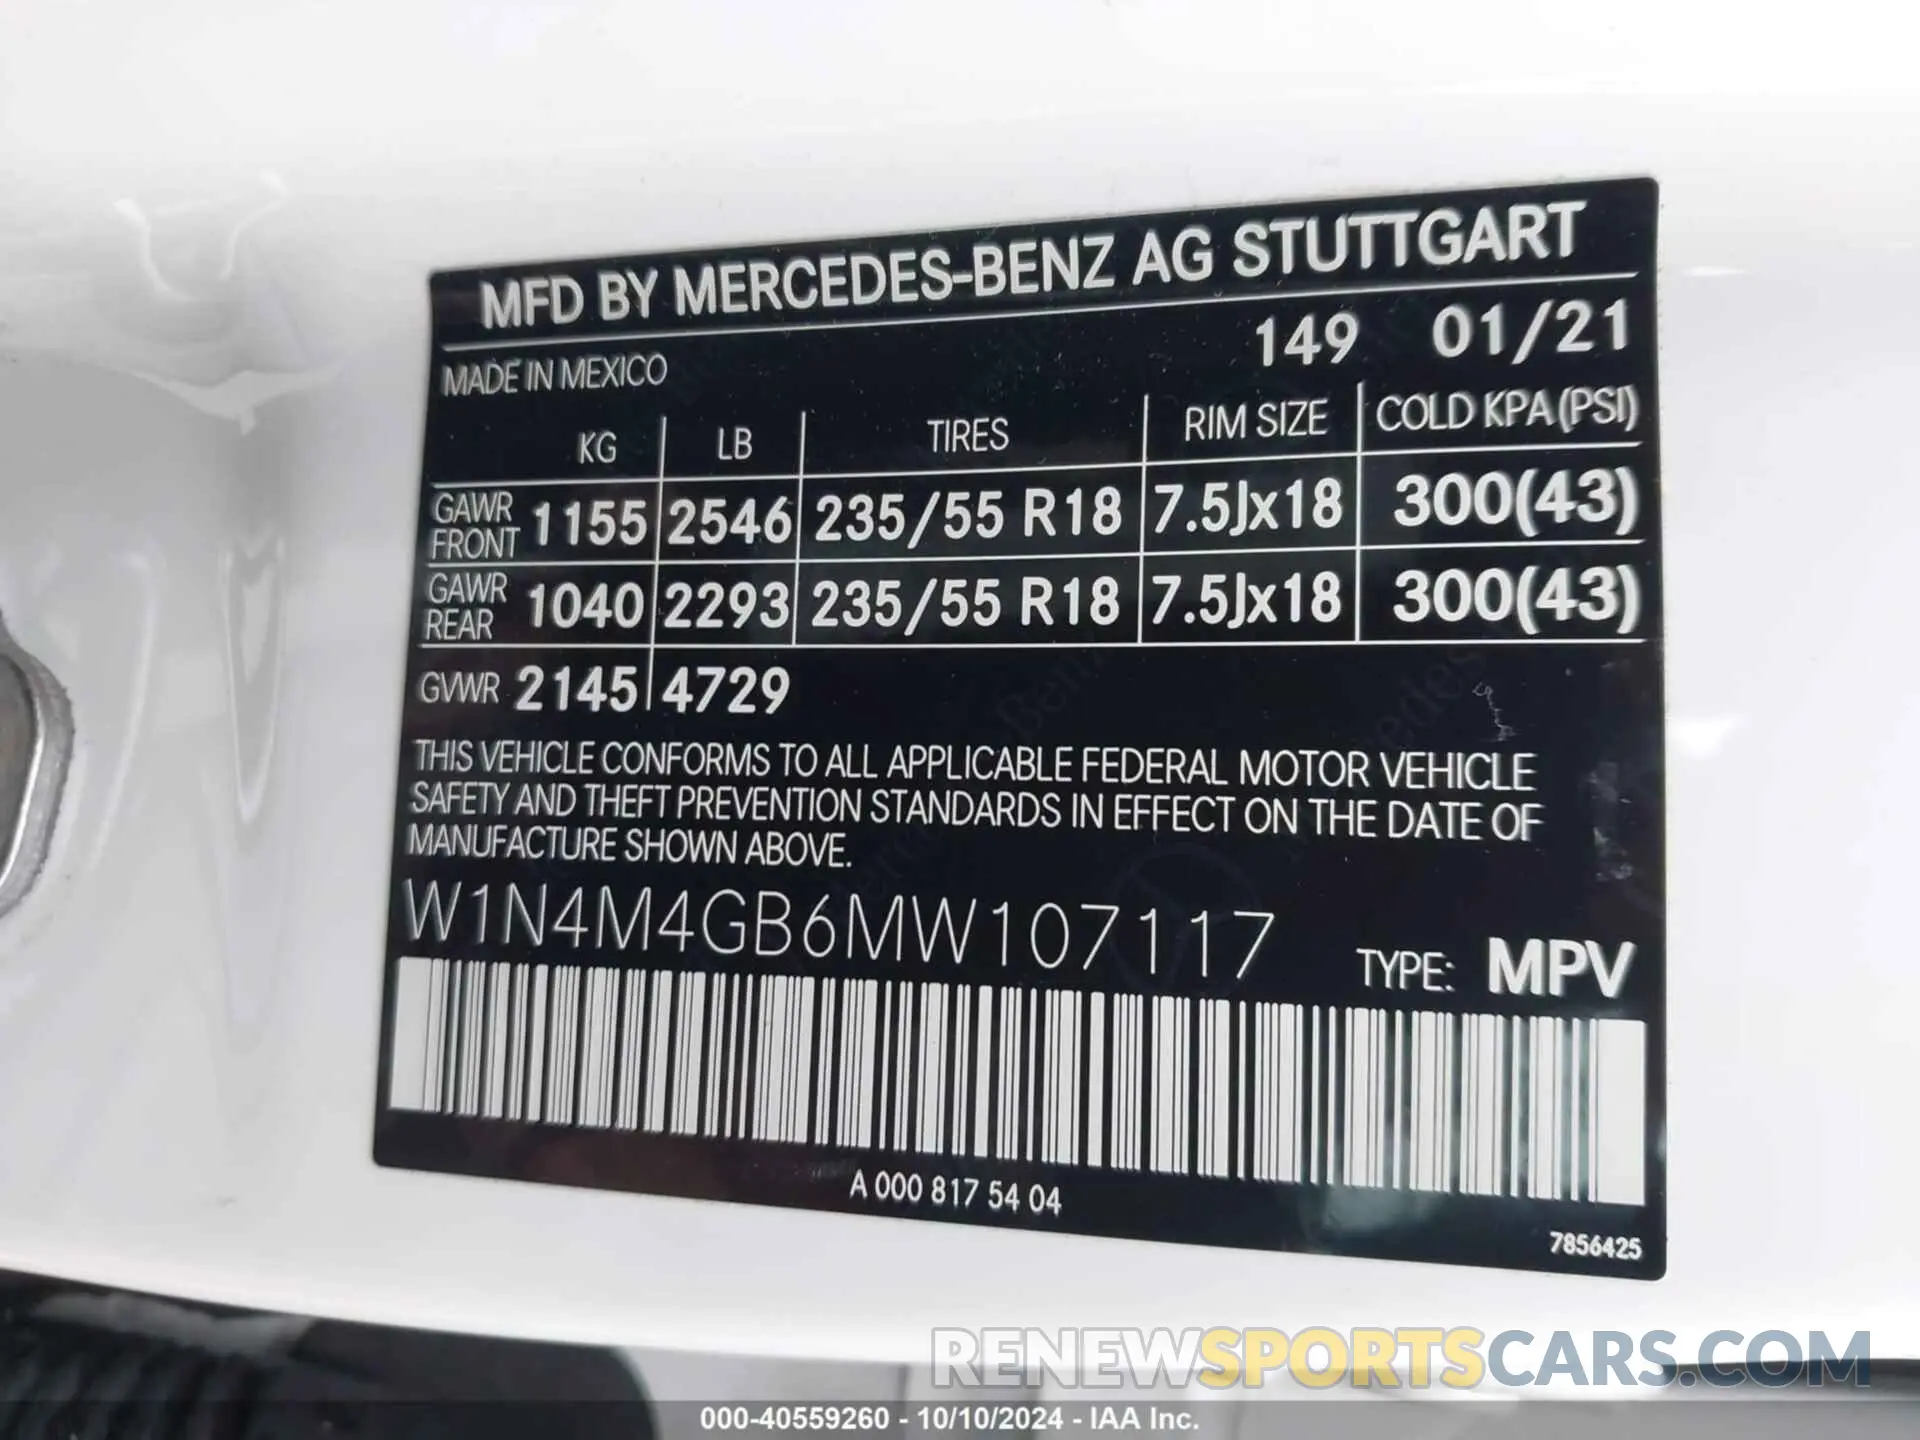 MFD BY MERCEDES-BENZ AG STUTTGART
MADE IN MEXICO 149 01/21
KG LB TIRES RIM SIZE COLD KPA(PSI)
GAWR FRONT 1155 2546 235/55 R18 7.5Jx18 300(43)
GAWR REAR 1040 2293 235/55 R18 7.5Jx18 300(43)
GVWR 2145 4729
THIS VEHICLE CONFORMS TO ALL APPLICABLE FEDERAL MOTOR VEHICLE
SAFETY AND THEFT PREVENTION STANDARDS IN EFFECT ON THE DATE OF
MANUFACTURE SHOWN ABOVE.
W1N4M4GB6MW107117 TYPE: MPV
A 000 817 54 04
7856425
RENEWSPORTSCARS.COM
000-40559260 - 10/10/2024 - IAA Inc.